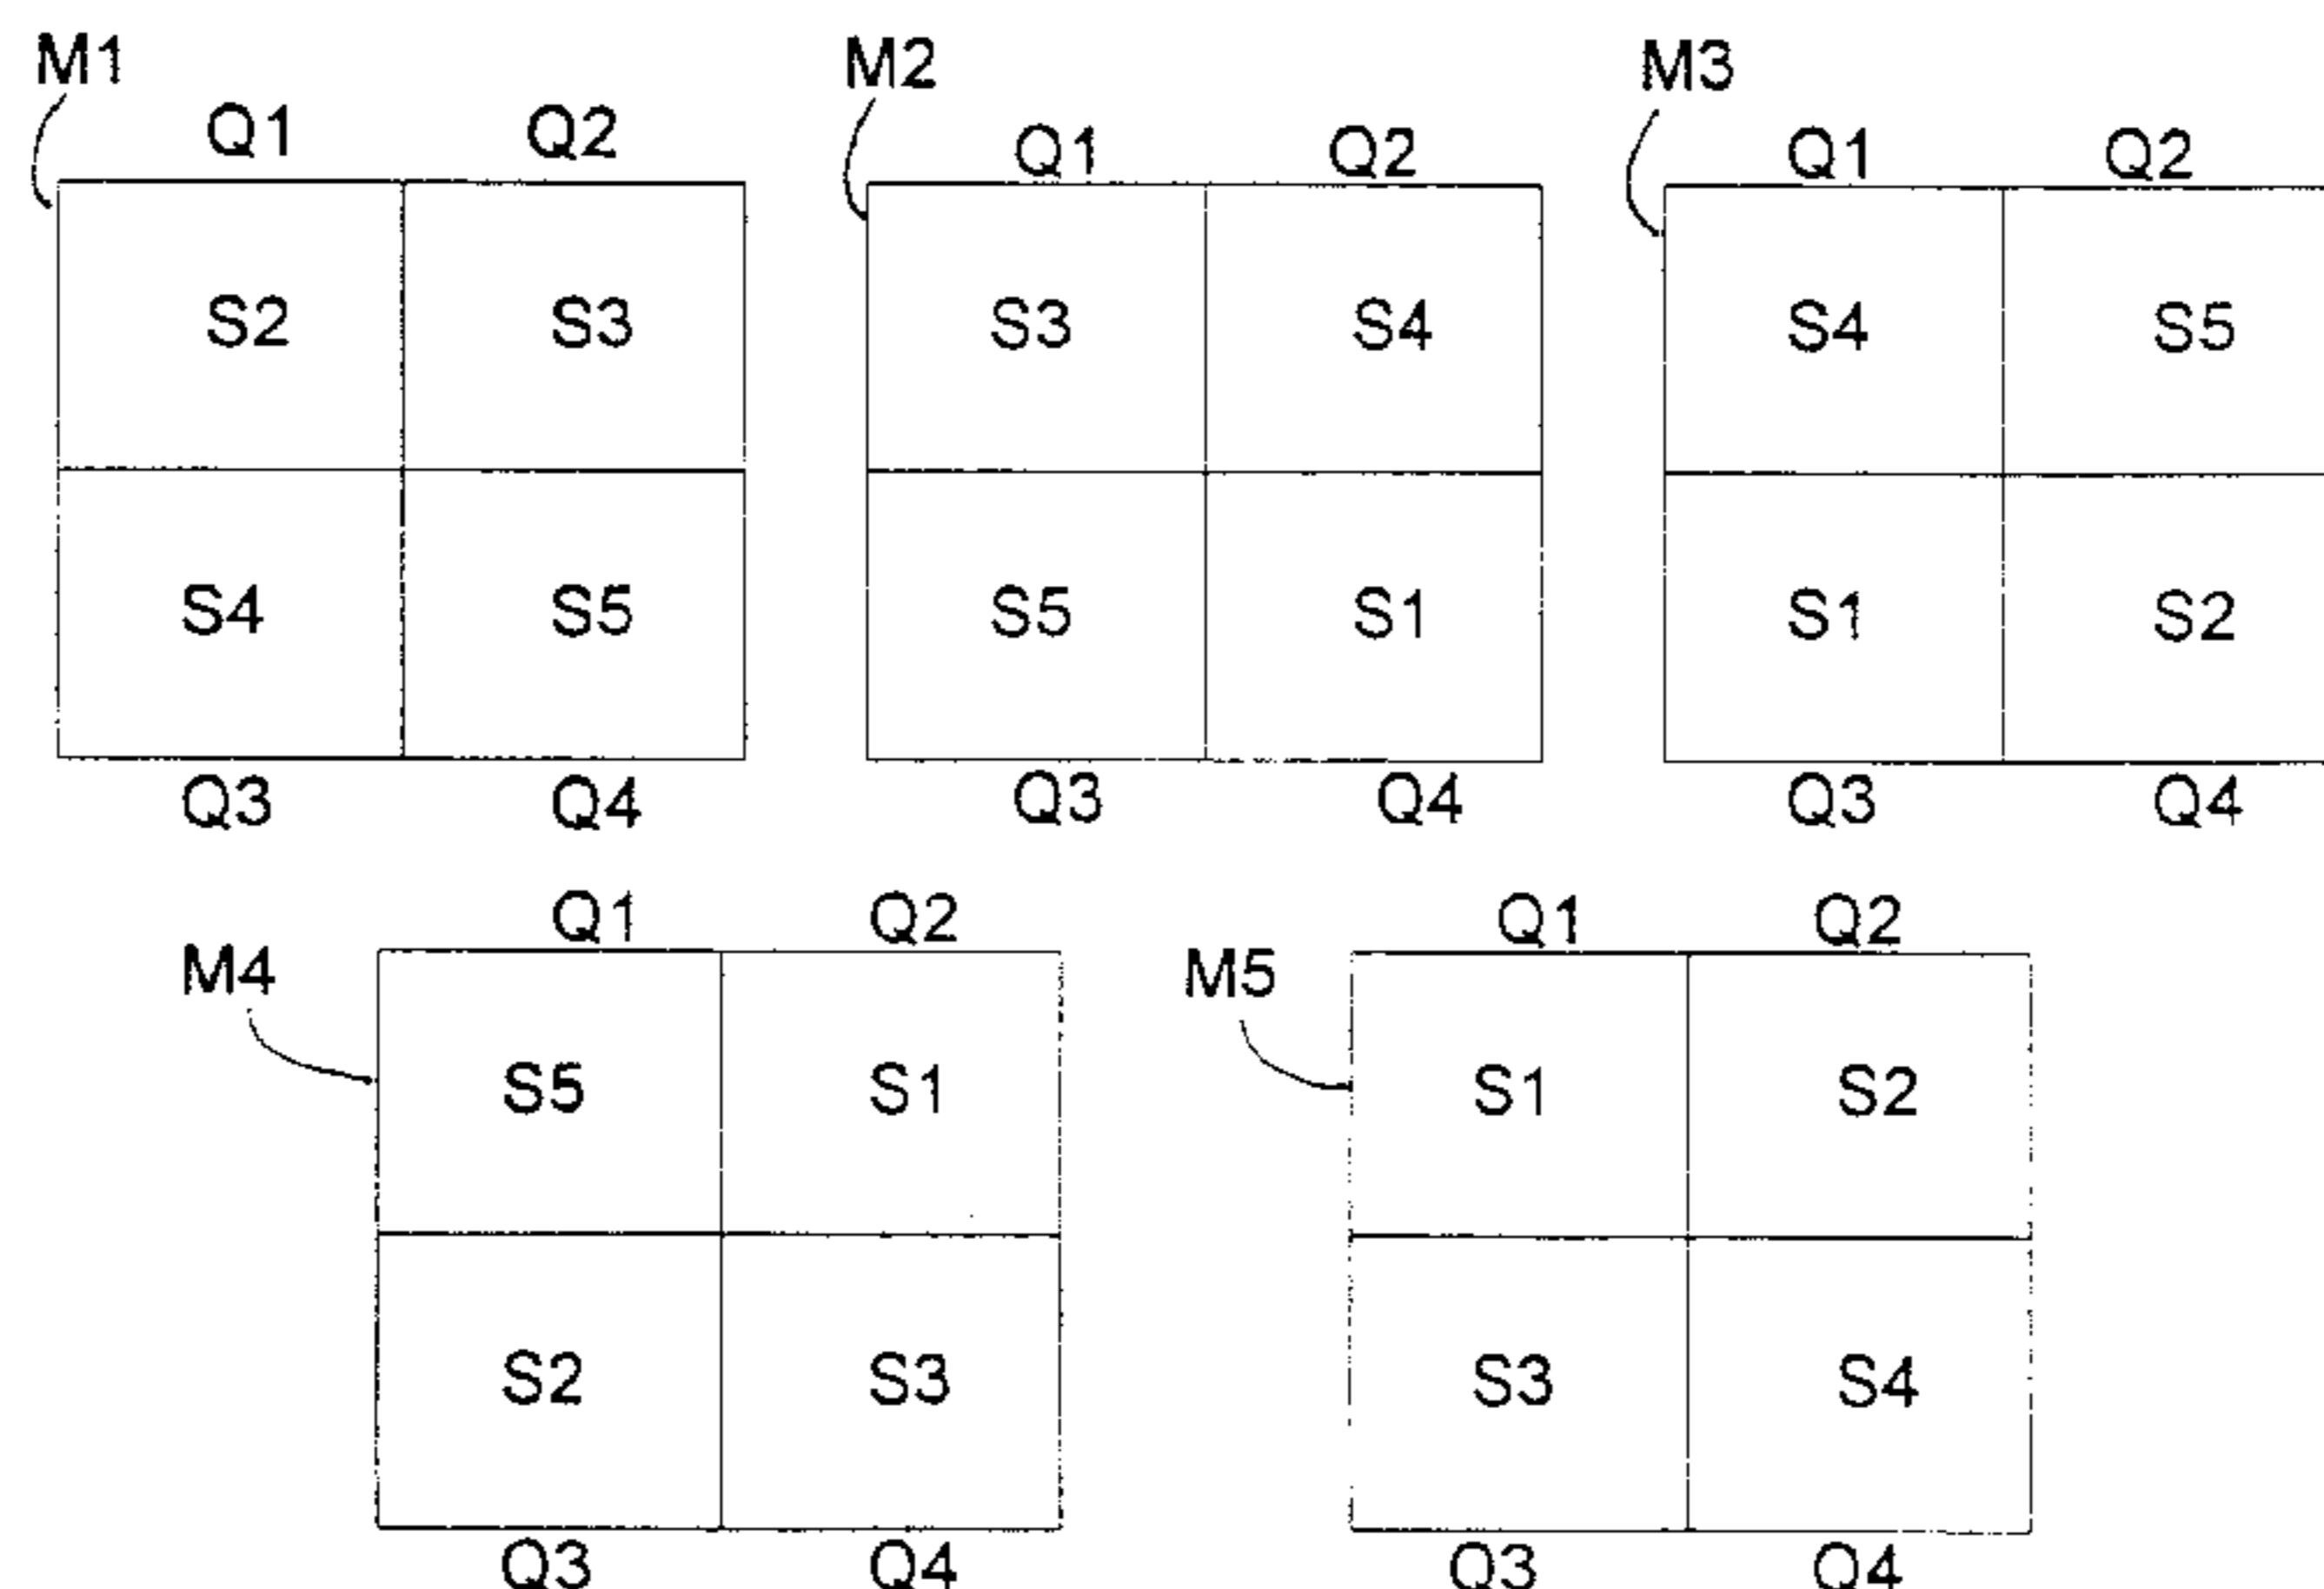 M1 M2 M3
Q1 Q2 Q1 Q2 Q1 Q2
S2 S3 S3 S4 S4 S5
S4 S5 S5 S1 S1 S2
Q3 Q4 Q3 Q4 Q3 Q4
Q1 Q2 Q1 Q2
M4 M5
S5 S1 S1 S2
S2 S3 S3 S4
Q3 Q4 Q3 Q4